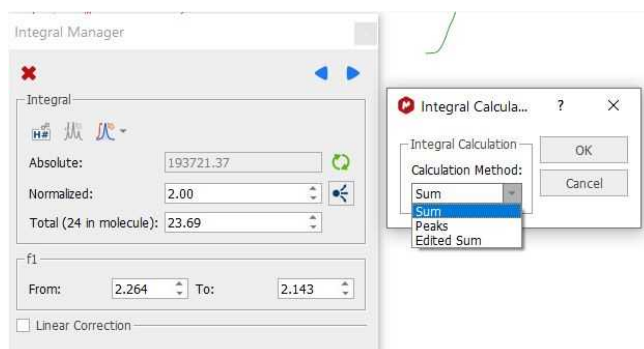 Integral Manager
Integral
H#
Absolute: 193721.37
Normalized: 2.00
Total (24 in molecule): 23.69
f1
From: 2.264 To: 2.143
Linear Correction
Integral Calcula... ? ×
Integral Calculation
Calculation Method:
Sum
Sum
Peaks
Edited Sum
OK
Cancel